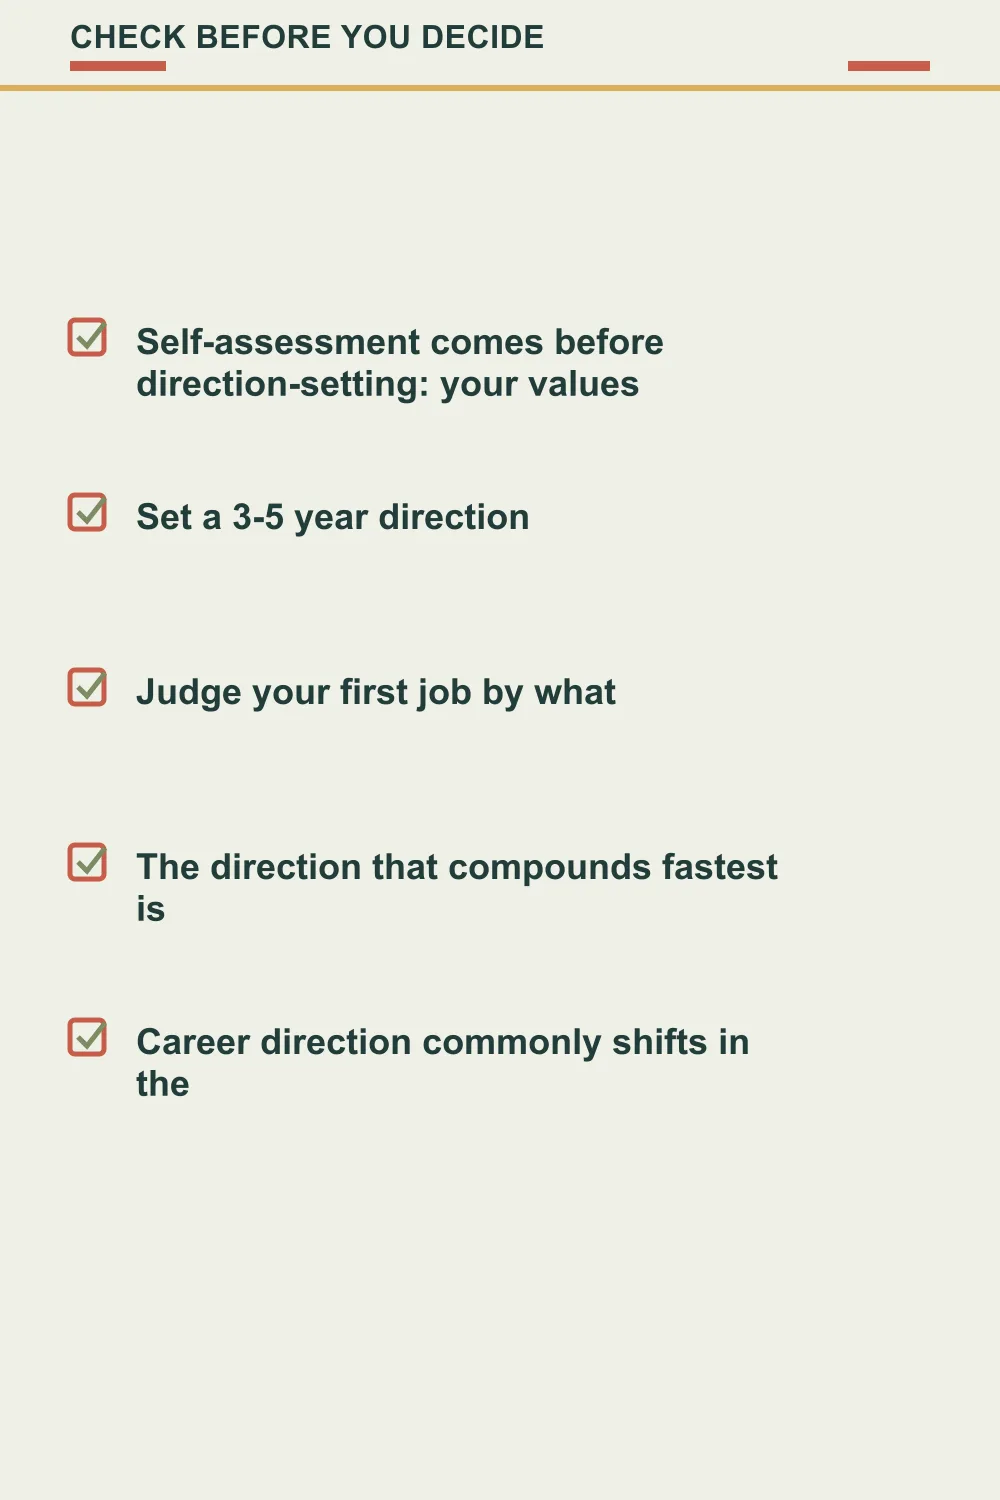 CHECK BEFORE YOU DECIDE
Self-assessment comes before
direction-setting: your values
Set a 3-5 year direction
Judge your first job by what
The direction that compounds fastest
is
Career direction commonly shifts in
the